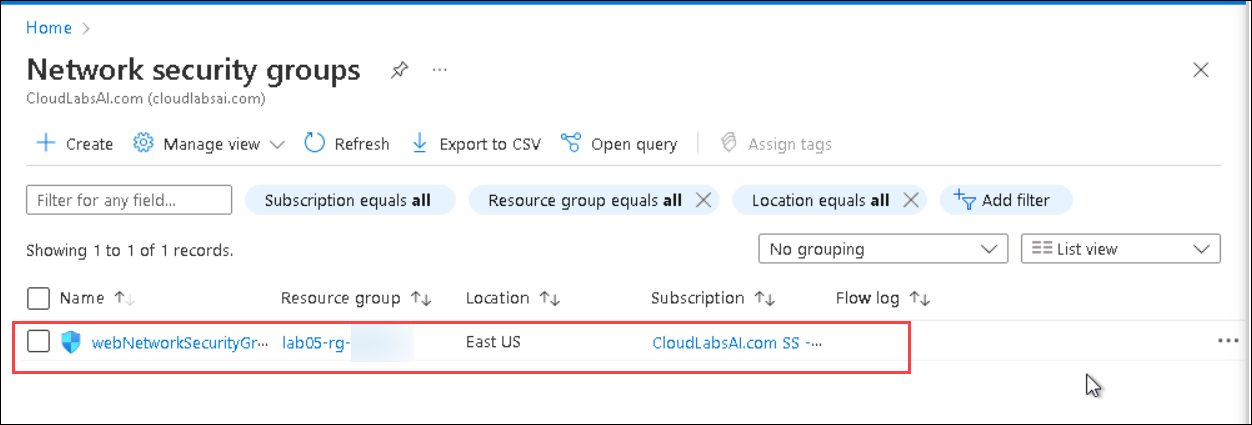 Home >
Network security groups ...
CloudLabsAI.com (cloudlabsai.com)
Create Manage view Refresh Export to CSV Open query Assign tags
Filter for any field... Subscription equals all Resource group equals all Location equals all Add filter
Showing 1 to 1 of 1 records. No grouping List view
Name Resource group Location Subscription Flow log
webNetworkSecurityGr... lab05-rg- East US CloudLabsAI.com SS -... ...